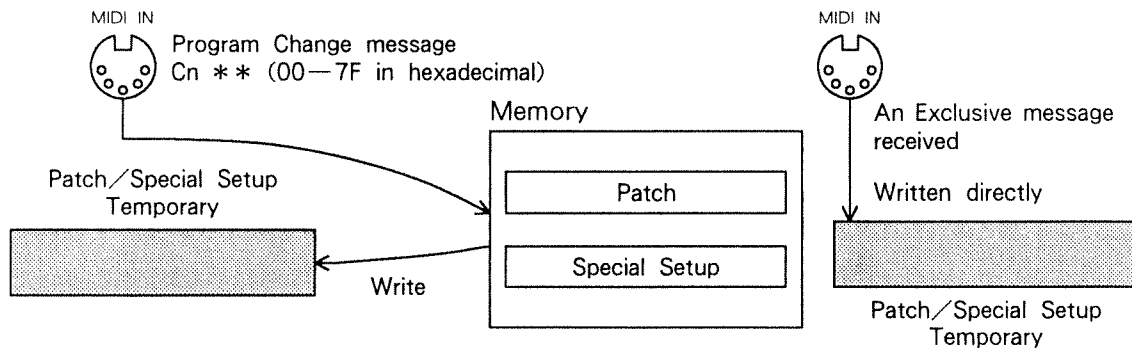 MIDI IN
Program Change message
Cn ** (00—7F in hexadecimal)
Patch／Special Setup
Temporary
Write
Memory
Patch
Special Setup
MIDI IN
An Exclusive message
received
Written directly
Patch／Special Setup
Temporary